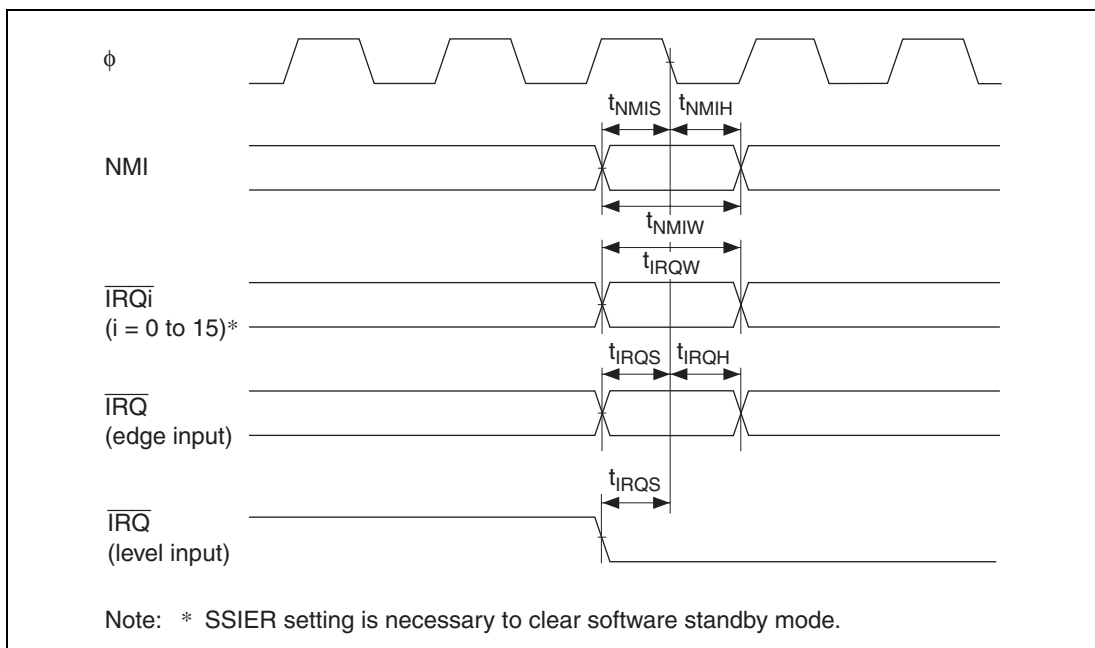 ϕ
tNMIS tNMIH
NMI
tNMIW
tIRQW
IRQi
(i = 0 to 15)*
tIRQS tIRQH
IRQ
(edge input)
tIRQS
IRQ
(level input)
Note: * SSIER setting is necessary to clear software standby mode.